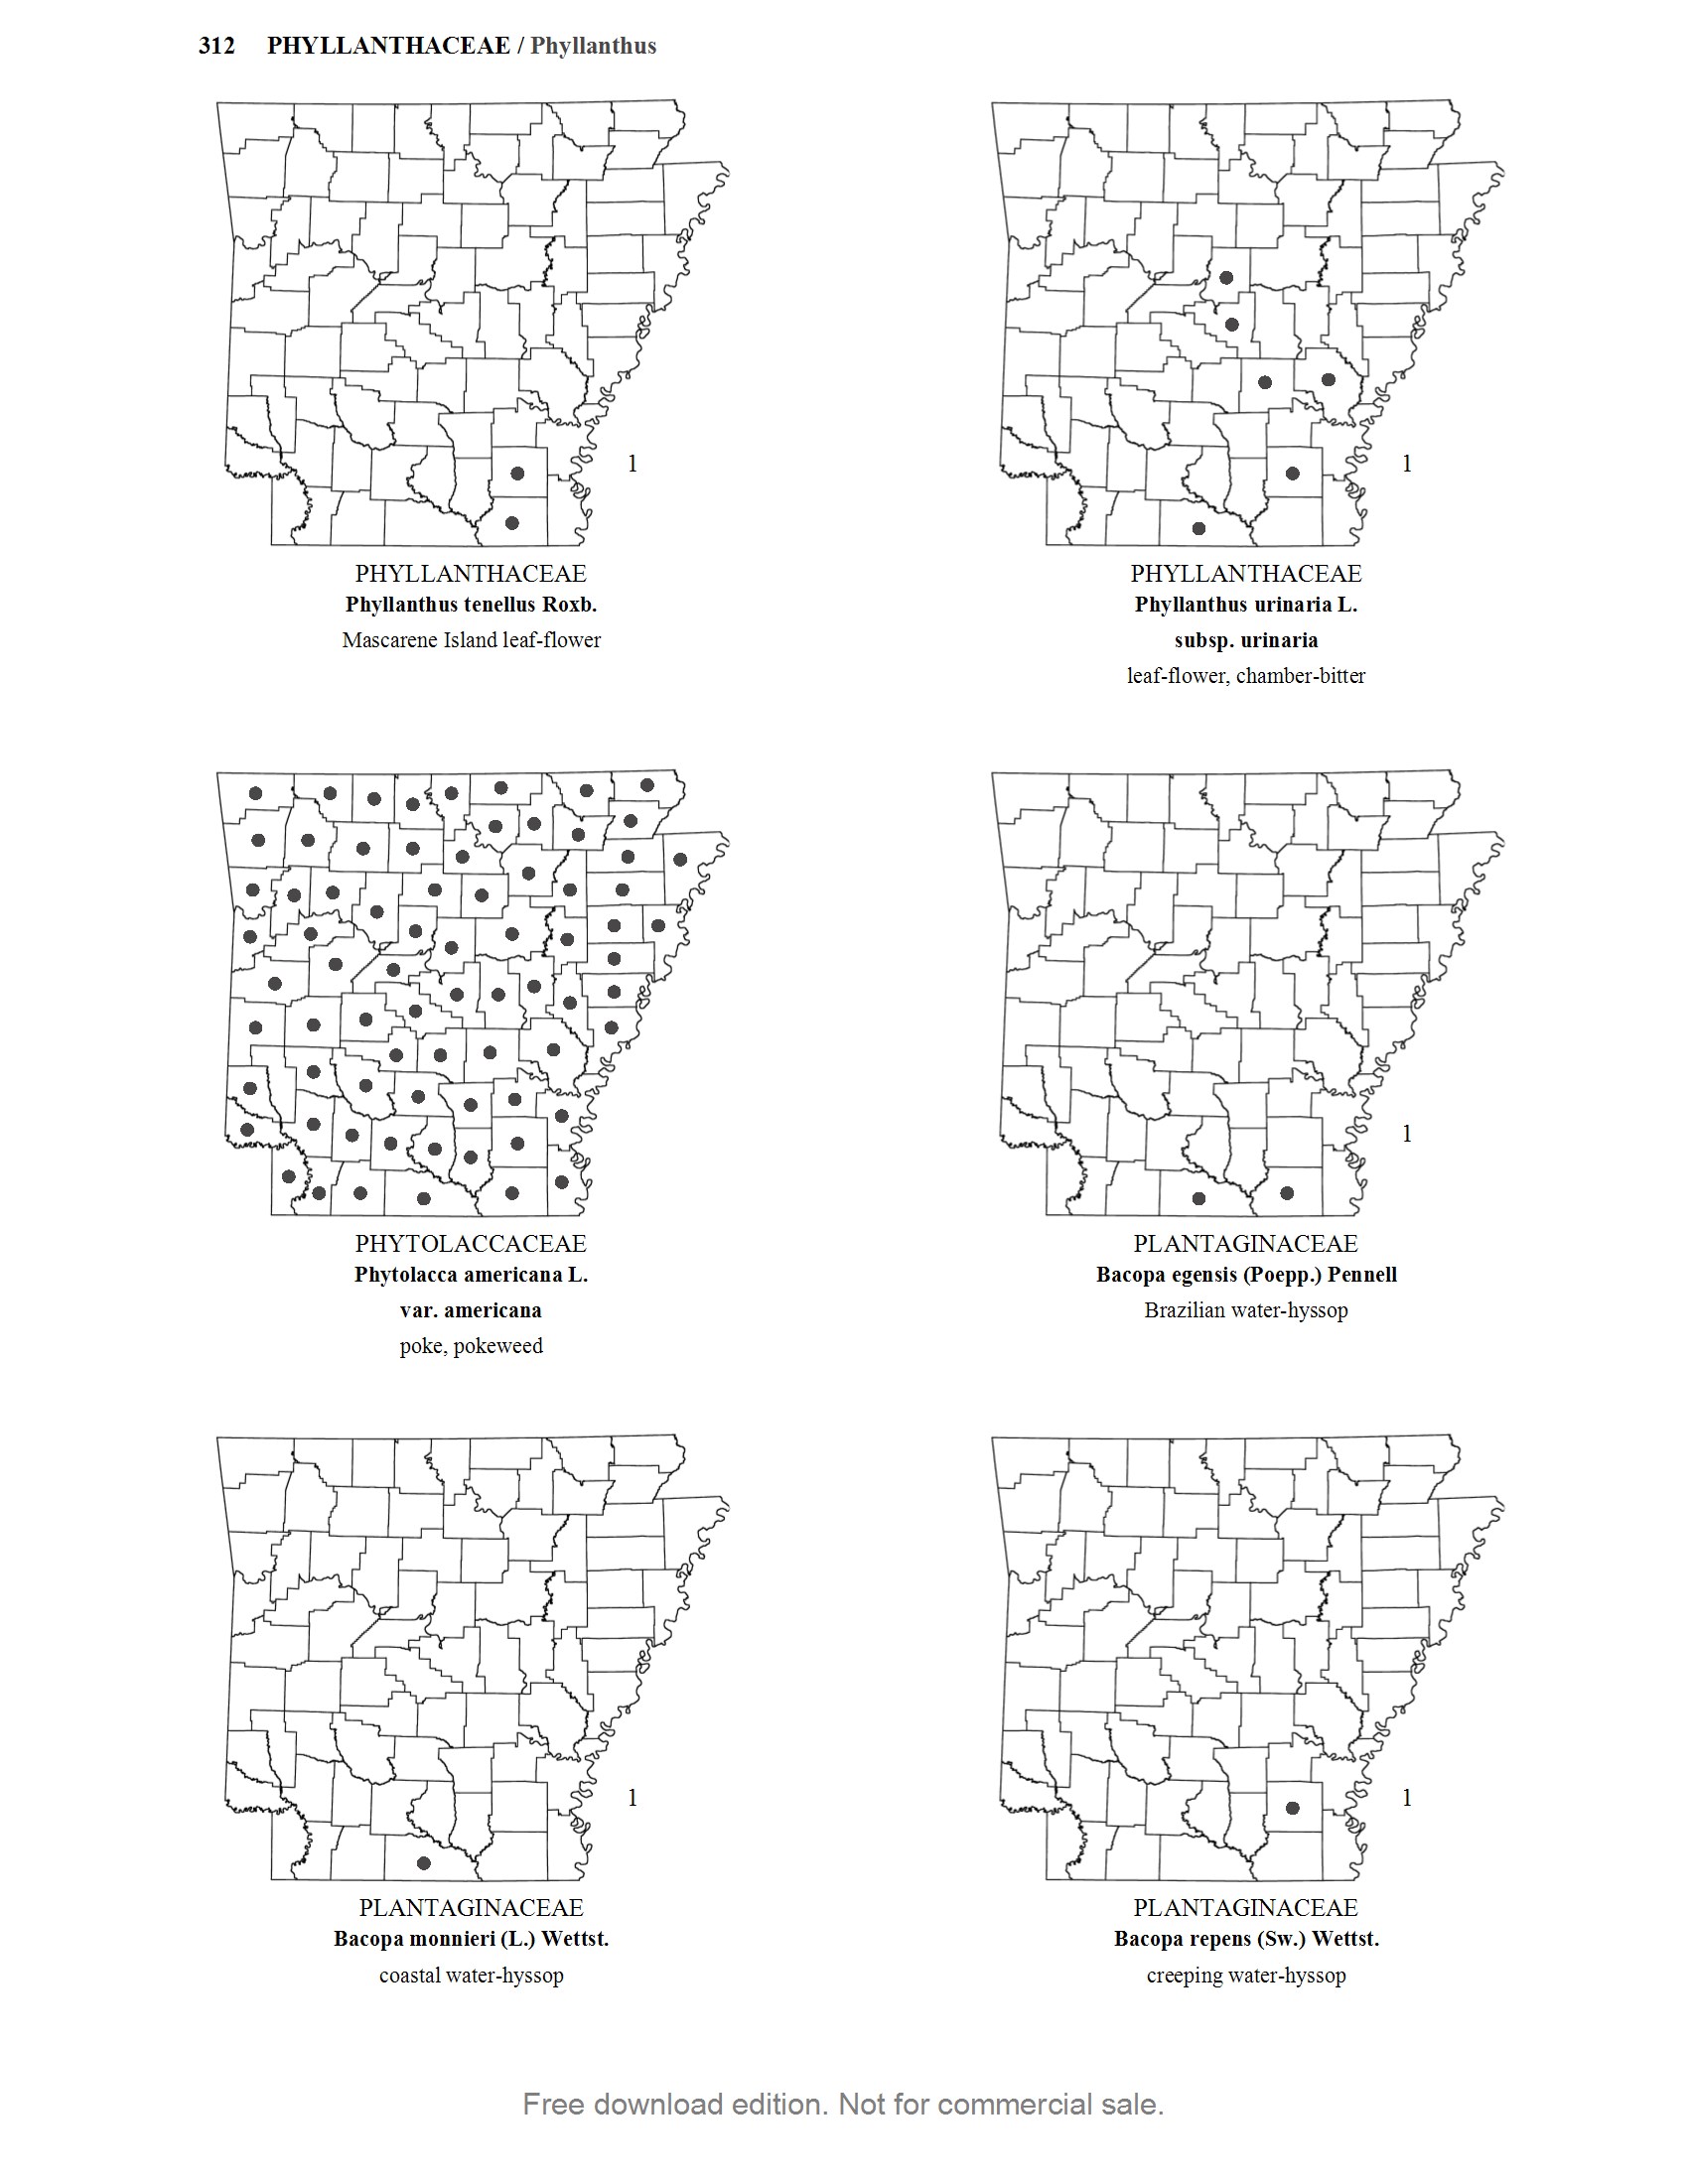 312 PHYLLANTHACEAE / Phyllanthus
1
PHYLLANTHACEAE
Phyllanthus tenellus Roxb.
Mascarene Island leaf-flower
1
PHYLLANTHACEAE
Phyllanthus urinaria L.
subsp. urinaria
leaf-flower, chamber-bitter
PHYTOLACCACEAE
Phytolacca americana L.
var. americana
poke, pokeweed
1
PLANTAGINACEAE
Bacopa egensis (Poepp.) Pennell
Brazilian water-hyssop
1
PLANTAGINACEAE
Bacopa monnieri (L.) Wettst.
coastal water-hyssop
1
PLANTAGINACEAE
Bacopa repens (Sw.) Wettst.
creeping water-hyssop
Free download edition. Not for commercial sale.